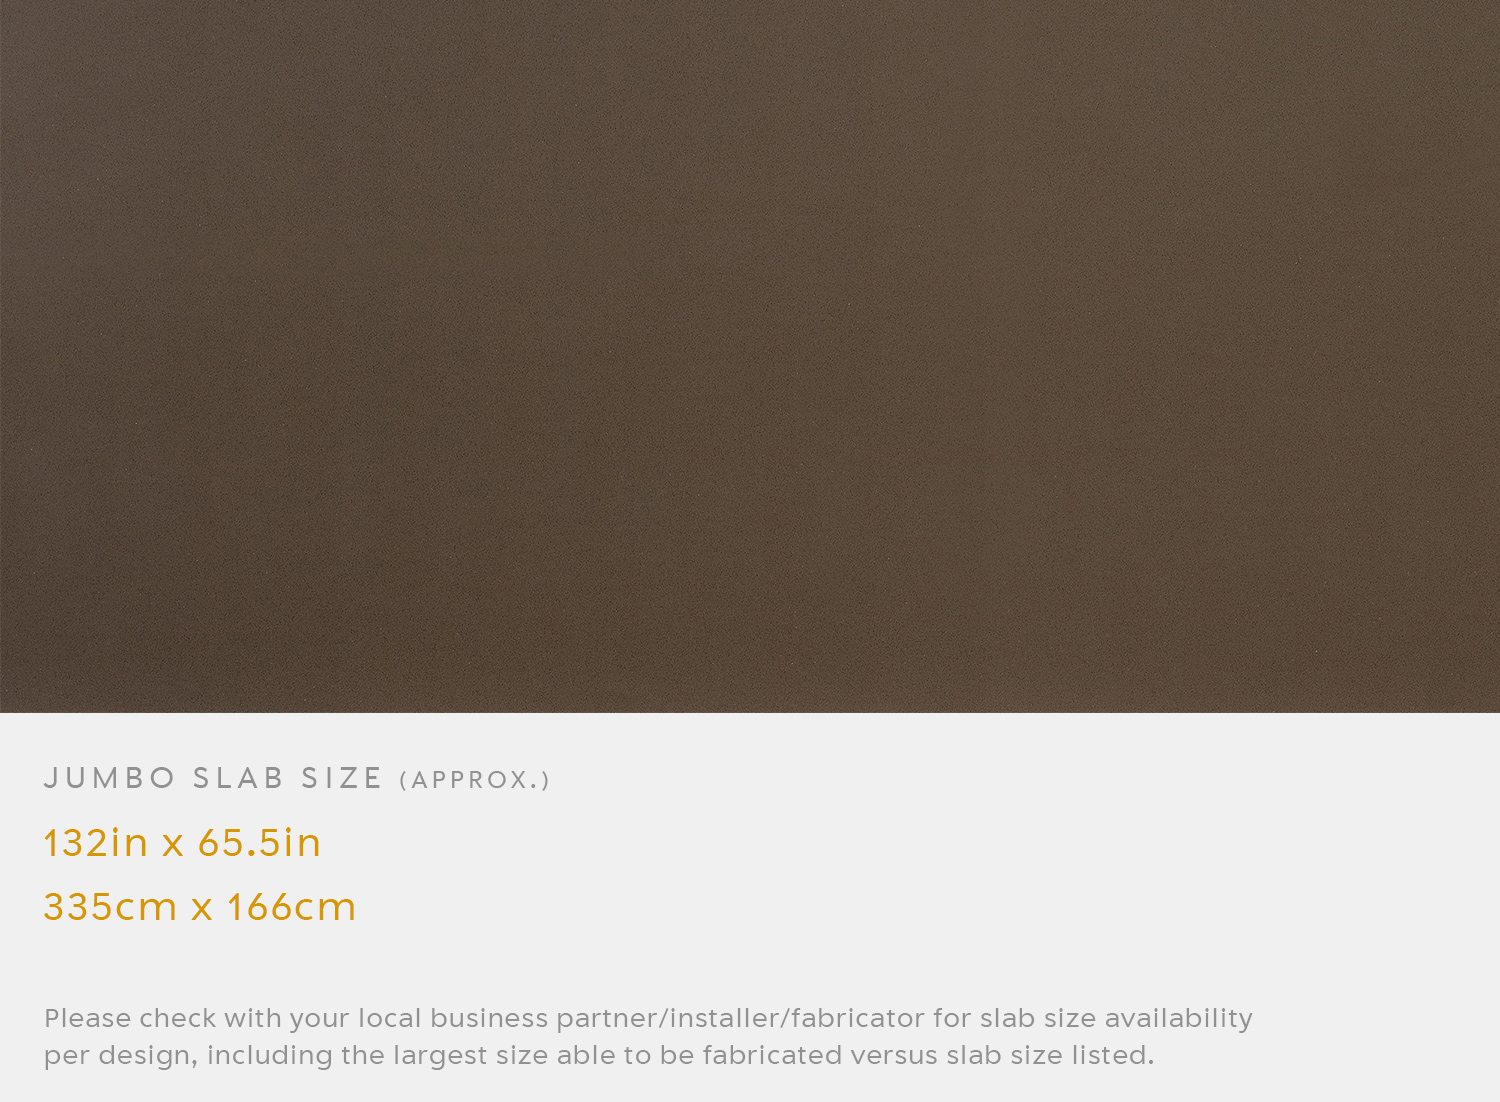 JUMBO SLAB SIZE (APPROX.)
132in x 65.5in
335cm x 166cm
Please check with your local business partner/installer/fabricator for slab size availability
per design, including the largest size able to be fabricated versus slab size listed.